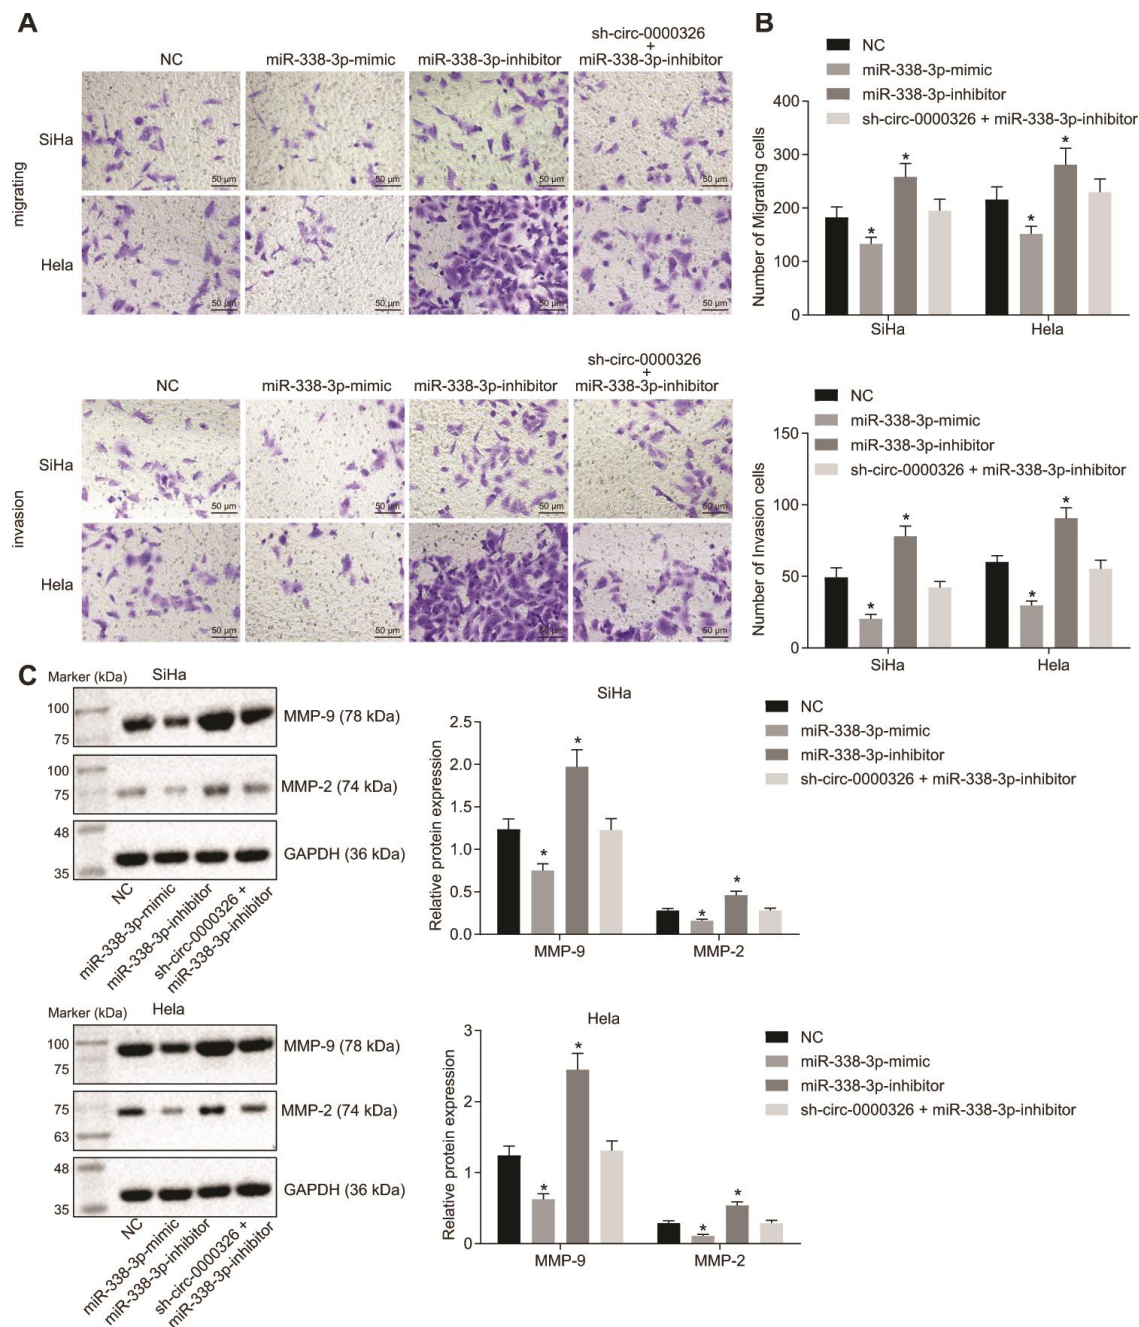 A
NC
miR-338-3p-mimic
miR-338-3p-inhibitor
sh-circ-0000326
+
miR-338-3p-inhibitor
migrating
SiHa
50 µm
50 µm
50 µm
50 µm
Hela
50 µm
50 µm
50 µm
50 µm
NC
miR-338-3p-mimic
miR-338-3p-inhibitor
sh-circ-0000326
+
miR-338-3p-inhibitor
invasion
SiHa
50 µm
50 µm
50 µm
50 µm
Hela
50 µm
50 µm
50 µm
50 µm
B
NC
miR-338-3p-mimic
miR-338-3p-inhibitor
sh-circ-0000326 + miR-338-3p-inhibitor
Number of Migrating cells
400
300
200
100
0
*
*
*
*
SiHa
Hela
NC
miR-338-3p-mimic
miR-338-3p-inhibitor
sh-circ-0000326 + miR-338-3p-inhibitor
Number of Invasion cells
150
100
50
0
*
*
*
*
SiHa
Hela
C
Marker (kDa)
SiHa
100
75
MMP-9 (78 kDa)
100
75
MMP-2 (74 kDa)
48
35
GAPDH (36 kDa)
NC
miR-338-3p-mimic
miR-338-3p-inhibitor
sh-circ-0000326 +
miR-338-3p-inhibitor
SiHa
Relative protein expression
2.5
2.0
1.5
1.0
0.5
0.0
*
*
*
*
MMP-9
MMP-2
NC
miR-338-3p-mimic
miR-338-3p-inhibitor
sh-circ-0000326 + miR-338-3p-inhibitor
Marker (kDa)
Hela
100
75
MMP-9 (78 kDa)
75
63
MMP-2 (74 kDa)
48
35
GAPDH (36 kDa)
NC
miR-338-3p-mimic
miR-338-3p-inhibitor
sh-circ-0000326 +
miR-338-3p-inhibitor
Hela
Relative protein expression
3
2
1
0
*
*
*
*
MMP-9
MMP-2
NC
miR-338-3p-mimic
miR-338-3p-inhibitor
sh-circ-0000326 + miR-338-3p-inhibitor